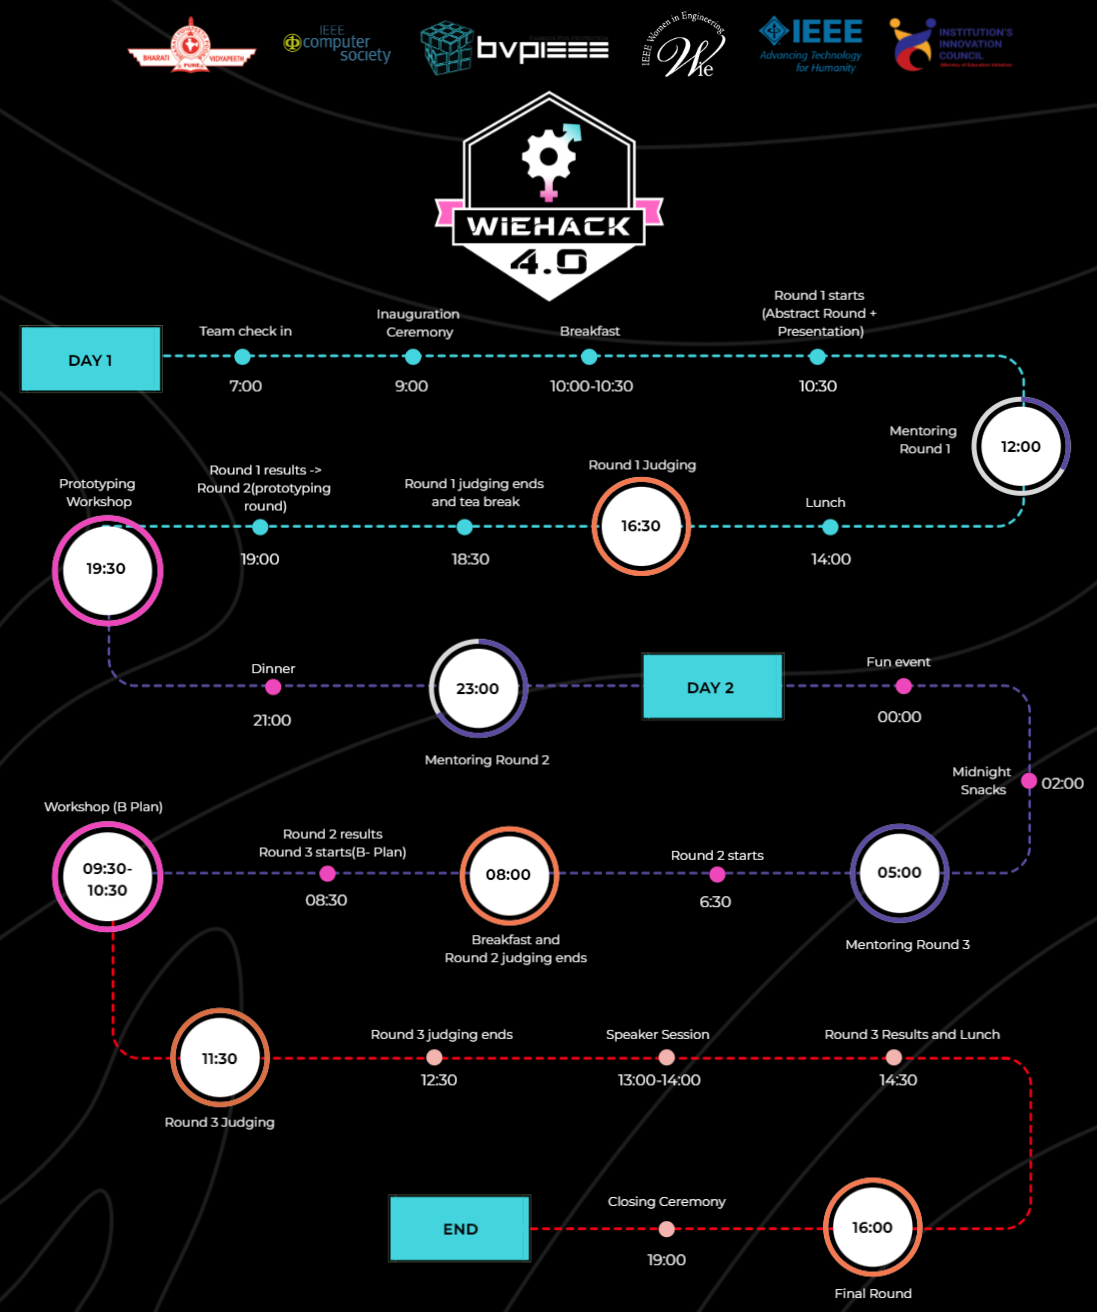 BHARATI
VIDYAPEETH
PUNE
IEEE
computer
society
bvpIEEE
IEEE Women in Engineering
Wie
IEEE
Advancing Technology
for Humanity
INSTITUTION'S
INNOVATION
COUNCIL
(Ministry of Education Initiative)
WiEHACK
4.0
DAY 1
Team check in
7:00
Inauguration
Ceremony
9:00
Breakfast
10:00-10:30
Round 1 starts
(Abstract Round +
Presentation)
10:30
Mentoring
Round 1
12:00
Lunch
14:00
Round 1 Judging
16:30
Round 1 judging ends
and tea break
18:30
Round 1 results ->
Round 2(prototyping
round)
19:00
Prototyping
Workshop
19:30
Dinner
21:00
23:00
Mentoring Round 2
DAY 2
Fun event
00:00
Midnight
Snacks
02:00
05:00
Mentoring Round 3
Round 2 starts
6:30
08:00
Breakfast and
Round 2 judging ends
Round 2 results
Round 3 starts(B- Plan)
08:30
Workshop (B Plan)
09:30-
10:30
11:30
Round 3 Judging
Round 3 judging ends
12:30
Speaker Session
13:00-14:00
Round 3 Results and Lunch
14:30
16:00
Final Round
Closing Ceremony
19:00
END